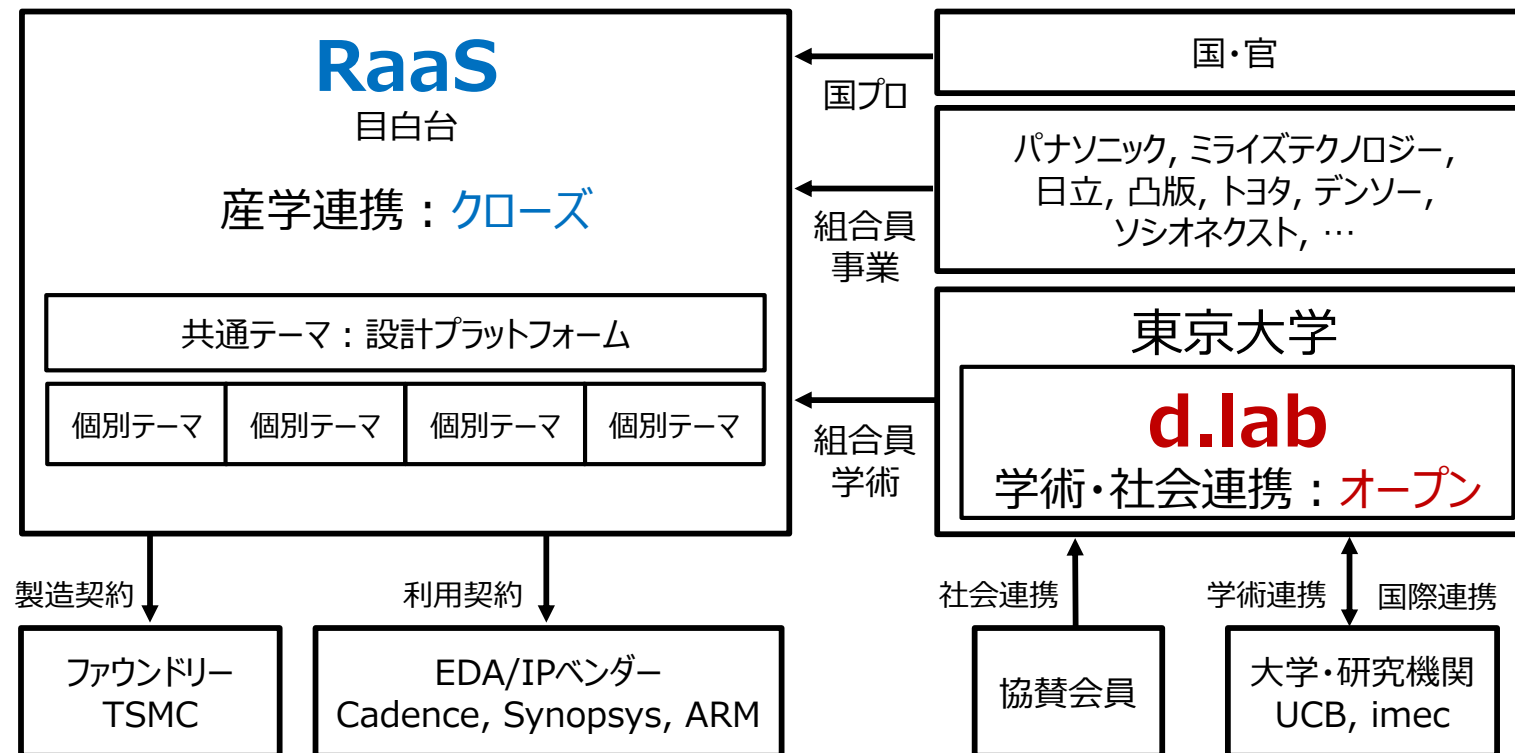 RaaS
目白台
産学連携：クローズ
共通テーマ：設計プラットフォーム
個別テーマ
個別テーマ
個別テーマ
個別テーマ
国プロ
組合員
事業
組合員
学術
国・官
パナソニック, ミライズテクノロジー,
日立, 凸版, トヨタ, デンソー,
ソシオネクスト, …
東京大学
d.lab
学術・社会連携：オープン
製造契約
利用契約
社会連携
学術連携
国際連携
ファウンドリー
TSMC
EDA/IPベンダー
Cadence, Synopsys, ARM
協賛会員
大学・研究機関
UCB, imec